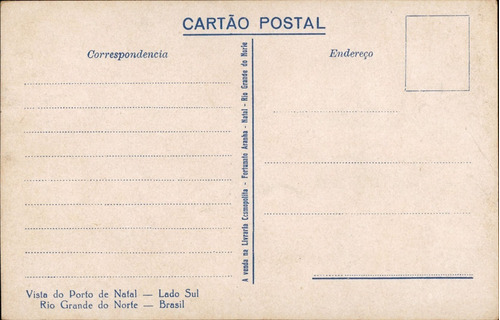 CARTÃO POSTAL
Correspondencia
Endereço
A venda na Livraria Cosmopolita - Fortunato Aranha - Natal - Rio Grande do Norte
Vista do Porto de Natal — Lado Sul
Rio Grande do Norte — Brasil